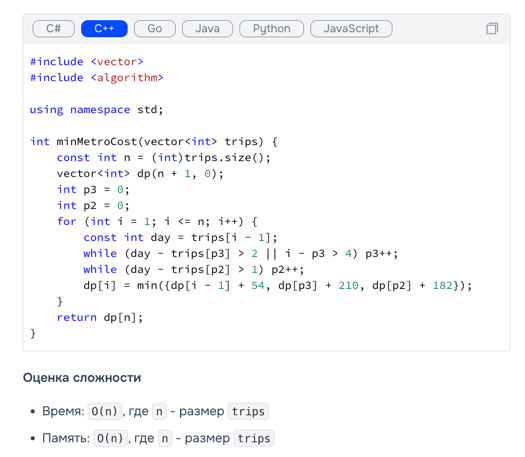 C#
C++
Go
Java
Python
JavaScript
#include <vector>
#include <algorithm>
using namespace std;
int minMetroCost(vector<int> trips) {
    const int n = (int)trips.size();
    vector<int> dp(n + 1, 0);
    int p3 = 0;
    int p2 = 0;
    for (int i = 1; i <= n; i++) {
        const int day = trips[i - 1];
        while (day - trips[p3] > 2 || i - p3 > 4) p3++;
        while (day - trips[p2] > 1) p2++;
        dp[i] = min({dp[i - 1] + 54, dp[p3] + 210, dp[p2] + 182});
    }
    return dp[n];
}
Оценка сложности
• Время: O(n), где n - размер trips
• Память: O(n), где n - размер trips